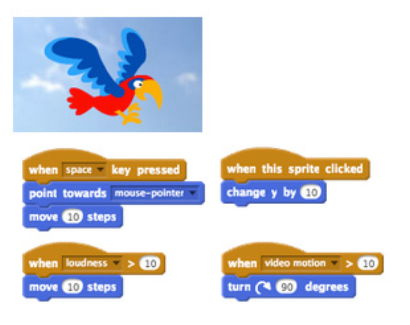 when space key pressed
point towards mouse-pointer
move 10 steps
when this sprite clicked
change y by 10
when loudness > 10
move 10 steps
when video motion > 10
turn 90 degrees